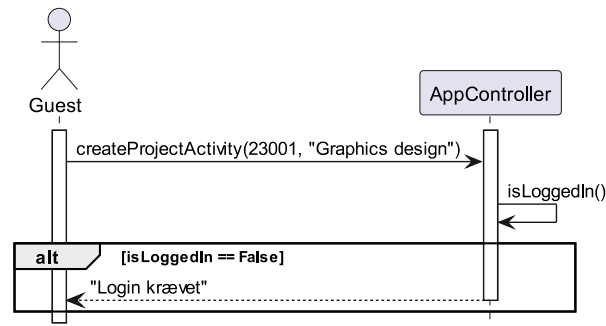 Guest
AppController
createProjectActivity(23001, "Graphics design")
isLoggedIn()
alt [isLoggedIn == False]
"Login krævet"